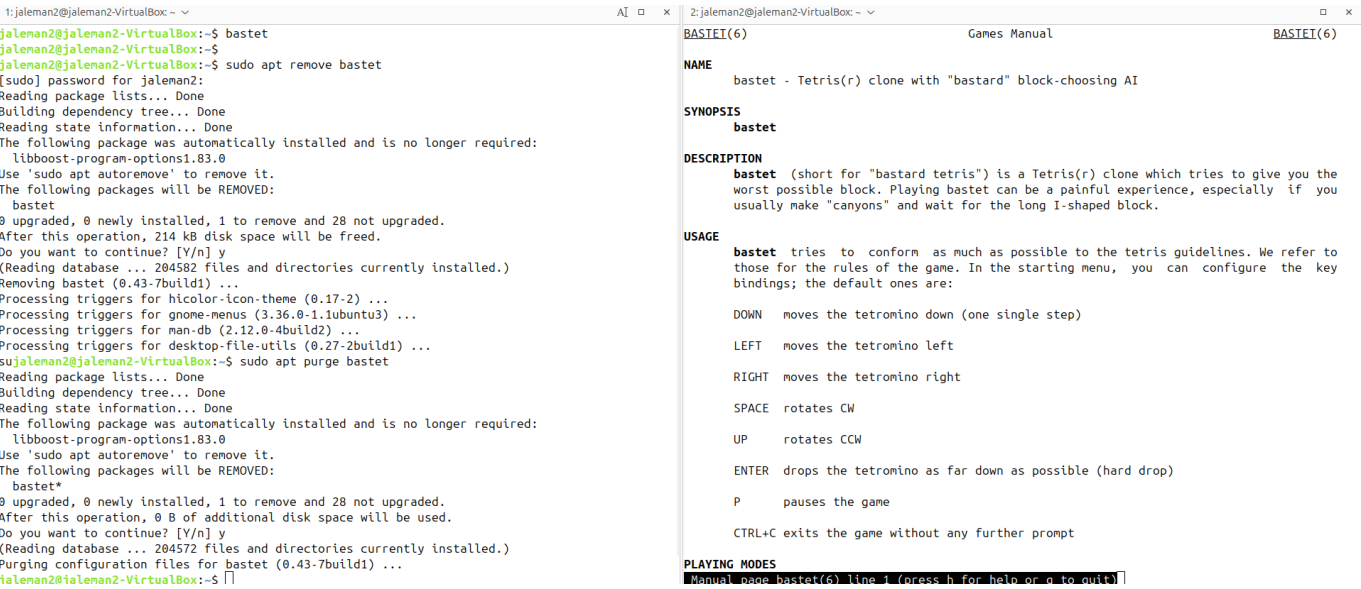 1: jaleman2@jaleman2-VirtualBox: ~
jaleman2@jaleman2-VirtualBox:~$ bastet
jaleman2@jaleman2-VirtualBox:~$
jaleman2@jaleman2-VirtualBox:~$ sudo apt remove bastet
[sudo] password for jaleman2:
Reading package lists... Done
Building dependency tree... Done
Reading state information... Done
The following package was automatically installed and is no longer required:
  libboost-program-options1.83.0
Use 'sudo apt autoremove' to remove it.
The following packages will be REMOVED:
  bastet
0 upgraded, 0 newly installed, 1 to remove and 28 not upgraded.
After this operation, 214 kB disk space will be freed.
Do you want to continue? [Y/n] y
(Reading database ... 204582 files and directories currently installed.)
Removing bastet (0.43-7build1) ...
Processing triggers for hicolor-icon-theme (0.17-2) ...
Processing triggers for gnome-menus (3.36.0-1.1ubuntu3) ...
Processing triggers for man-db (2.12.0-4build2) ...
Processing triggers for desktop-file-utils (0.27-2build1) ...
sujaleman2@jaleman2-VirtualBox:~$ sudo apt purge bastet
Reading package lists... Done
Building dependency tree... Done
Reading state information... Done
The following package was automatically installed and is no longer required:
  libboost-program-options1.83.0
Use 'sudo apt autoremove' to remove it.
The following packages will be REMOVED:
  bastet*
0 upgraded, 0 newly installed, 1 to remove and 28 not upgraded.
After this operation, 0 B of additional disk space will be used.
Do you want to continue? [Y/n] y
(Reading database ... 204572 files and directories currently installed.)
Purging configuration files for bastet (0.43-7build1) ...
jaleman2@jaleman2-VirtualBox:~$
2: jaleman2@jaleman2-VirtualBox: ~
BASTET(6) Games Manual BASTET(6)
NAME
bastet - Tetris(r) clone with "bastard" block-choosing AI
SYNOPSIS
bastet
DESCRIPTION
bastet (short for "bastard tetris") is a Tetris(r) clone which tries to give you the
worst possible block. Playing bastet can be a painful experience, especially if you
usually make "canyons" and wait for the long I-shaped block.
USAGE
bastet tries to conform as much as possible to the tetris guidelines. We refer to
those for the rules of the game. In the starting menu, you can configure the key
bindings; the default ones are:
DOWN moves the tetromino down (one single step)
LEFT moves the tetromino left
RIGHT moves the tetromino right
SPACE rotates CW
UP rotates CCW
ENTER drops the tetromino as far down as possible (hard drop)
P pauses the game
CTRL+C exits the game without any further prompt
PLAYING MODES
Manual page bastet(6) line 1 (press h for help or q to quit)